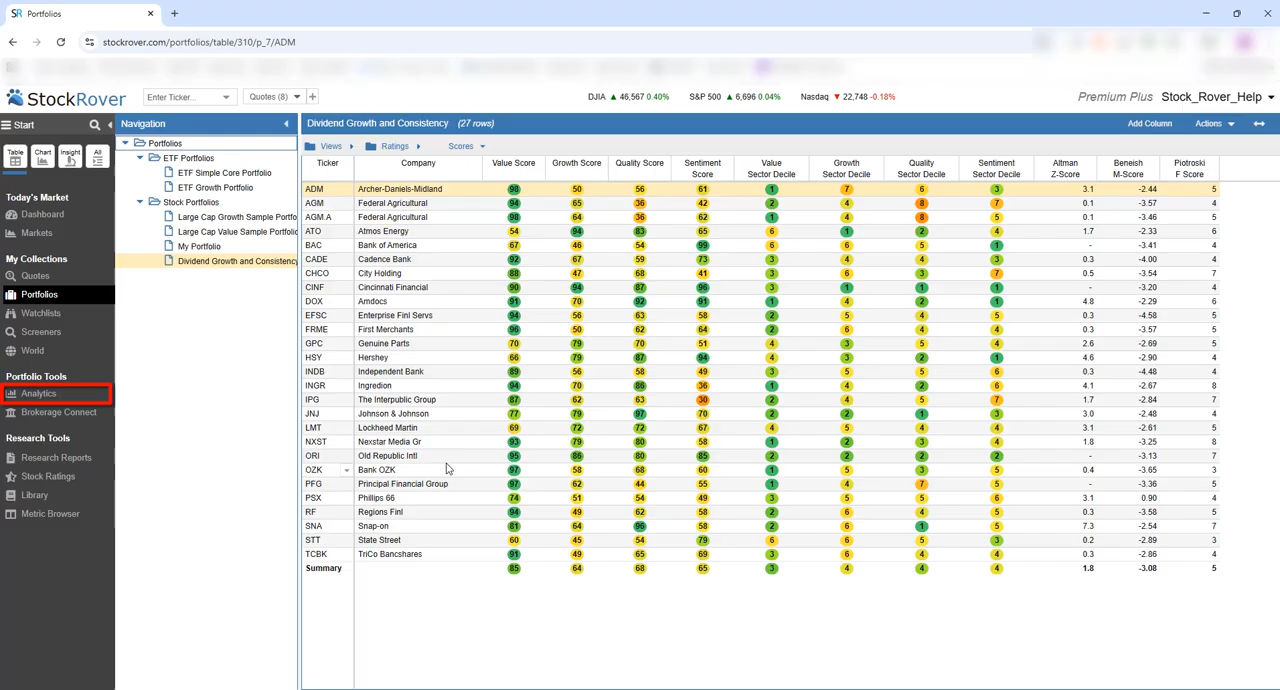 SR Portfolios
stockrover.com/portfolios/table/310/p_7/ADM
StockRover
Enter Ticker...
Quotes (8)
DJIA ▲ 46,567 0.40% S&P 500 ▲ 6,696 0.04% Nasdaq ▼ 22,748 -0.18%
Premium Plus Stock_Rover_Help
Start
Table Chart Insight All
Today's Market
Dashboard
Markets
My Collections
Quotes
Portfolios
Watchlists
Screeners
World
Portfolio Tools
Analytics
Brokerage Connect
Research Tools
Research Reports
Stock Ratings
Library
Metric Browser
Navigation
Portfolios
ETF Portfolios
ETF Simple Core Portfolio
ETF Growth Portfolio
Stock Portfolios
Large Cap Growth Sample Portfo
Large Cap Value Sample Portfolio
My Portfolio
Dividend Growth and Consistency
Dividend Growth and Consistency (27 rows)
Add Column Actions
Views Ratings Scores
Ticker Company Value Score Growth Score Quality Score Sentiment Score Value Sector Decile Growth Sector Decile Quality Sector Decile Sentiment Sector Decile Altman Z-Score Beneish M-Score Piotroski F Score
ADM Archer-Daniels-Midland 98 50 56 61 1 7 6 3 3.1 -2.44 5
AGM Federal Agricultural 94 65 36 42 2 4 8 7 0.1 -3.57 4
AGM.A Federal Agricultural 98 64 36 62 1 4 8 5 0.1 -3.46 5
ATO Atmos Energy 54 94 83 65 6 1 2 4 1.7 -2.33 6
BAC Bank of America 67 46 54 99 6 6 5 1 - -3.41 4
CADE Cadence Bank 92 67 59 73 3 4 4 3 0.3 -4.00 4
CHCO City Holding 88 47 68 41 3 6 3 7 0.5 -3.54 7
CINF Cincinnati Financial 90 94 87 96 3 1 1 1 - -3.20 4
DOX Amdocs 91 70 92 91 1 4 2 1 4.8 -2.29 6
EFSC Enterprise Finl Servs 94 56 63 58 2 5 4 5 0.3 -4.58 5
FRME First Merchants 96 50 62 64 2 6 4 4 0.3 -3.57 5
GPC Genuine Parts 70 79 70 51 4 3 5 5 2.6 -2.69 5
HSY Hershey 66 79 87 94 4 3 2 1 4.6 -2.90 4
INDB Independent Bank 89 56 58 49 3 5 5 6 0.3 -4.48 4
INGR Ingredion 94 70 86 36 1 4 2 6 4.1 -2.67 8
IPG The Interpublic Group 87 62 63 30 2 4 5 7 1.7 -2.84 7
JNJ Johnson & Johnson 77 79 97 70 2 2 1 3 3.0 -2.48 4
LMT Lockheed Martin 69 72 72 67 4 5 4 4 3.1 -2.61 5
NXST Nexstar Media Gr 93 79 80 58 1 2 3 4 1.8 -3.25 8
ORI Old Republic Intl 95 86 80 85 2 2 2 2 - -3.13 7
OZK Bank OZK 97 58 68 60 1 5 3 5 0.4 -3.65 3
PFG Principal Financial Group 97 62 44 55 1 4 7 5 - -3.36 5
PSX Phillips 66 74 51 54 49 3 5 5 6 3.1 0.90 4
RF Regions Finl 94 49 62 58 2 6 4 5 0.3 -3.58 5
SNA Snap-on 81 64 96 58 2 6 1 5 7.3 -2.54 7
STT State Street 60 45 54 79 6 6 5 3 0.2 -2.89 3
TCBK TriCo Bancshares 91 49 65 69 3 6 4 4 0.3 -2.86 4
Summary 85 64 68 65 3 4 4 4 1.8 -3.08 5